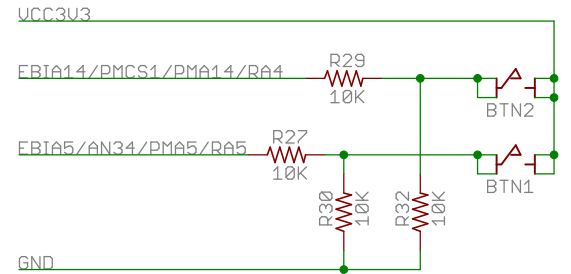 VCC3V3
R29
EBIA14/PMCS1/PMA14/RA4
10K
BTN2
R27
EBIA5/AN34/PMA5/RA5
10K
BTN1
R30
10K
R32
10K
GND